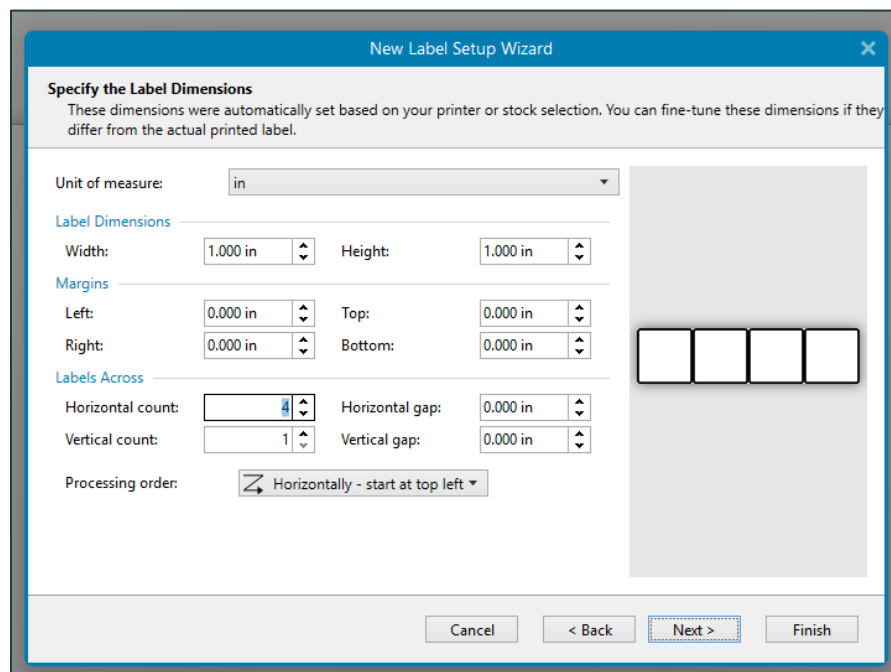 New Label Setup Wizard
Specify the Label Dimensions
These dimensions were automatically set based on your printer or stock selection. You can fine-tune these dimensions if they
differ from the actual printed label.
Unit of measure: in
Label Dimensions
Width: 1.000 in Height: 1.000 in
Margins
Left: 0.000 in Top: 0.000 in
Right: 0.000 in Bottom: 0.000 in
Labels Across
Horizontal count: 4 Horizontal gap: 0.000 in
Vertical count: 1 Vertical gap: 0.000 in
Processing order: Horizontally - start at top left
Cancel < Back Next > Finish